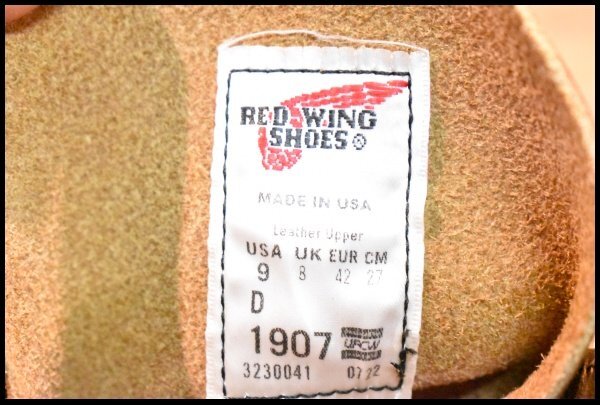 RED WING
SHOES®
MADE IN USA
Leather Upper
USA UK EUR CM
9 8 42 27
D
1907 UFCW
3230041 07 22